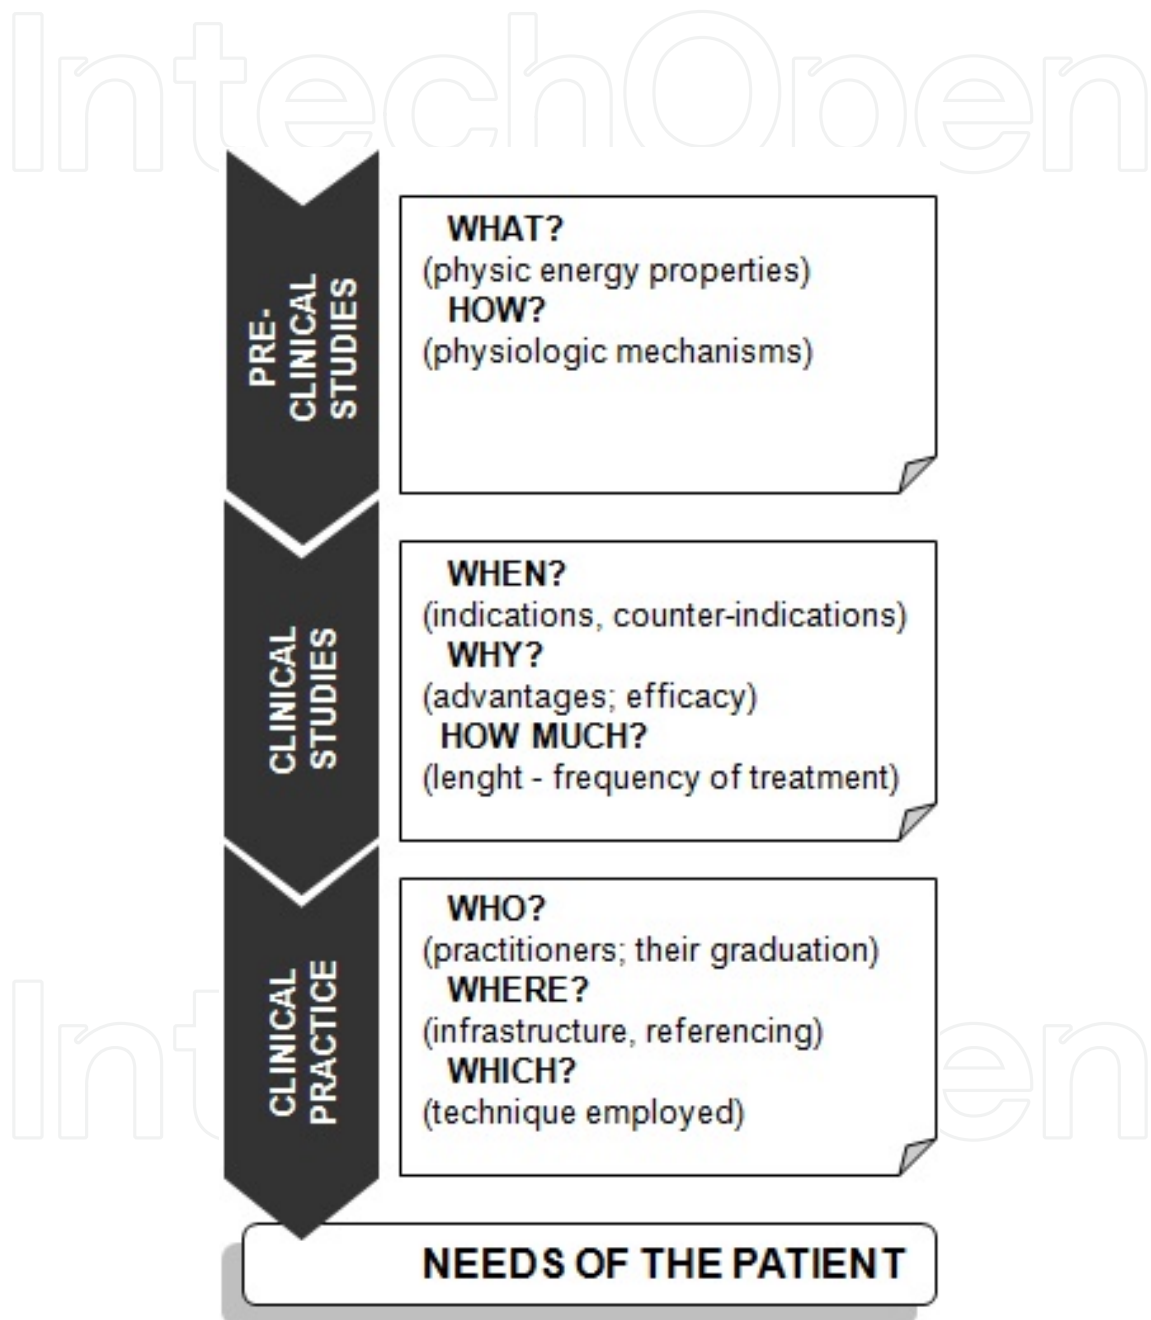 IntechOpen
PRE-
CLINICAL
STUDIES
WHAT?
(physic energy properties)
HOW?
(physiologic mechanisms)
CLINICAL
STUDIES
WHEN?
(indications, counter-indications)
WHY?
(advantages; efficacy)
HOW MUCH?
(lenght - frequency of treatment)
CLINICAL
PRACTICE
WHO?
(practitioners; their graduation)
WHERE?
(infrastructure, referencing)
WHICH?
(technique employed)
NEEDS OF THE PATIENT